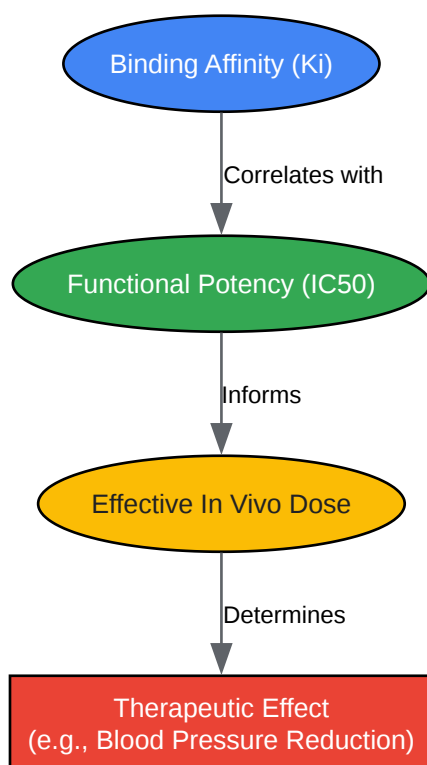 Binding Affinity (Ki)
Correlates with
Functional Potency (IC50)
Informs
Effective In Vivo Dose
Determines
Therapeutic Effect
(e.g., Blood Pressure Reduction)